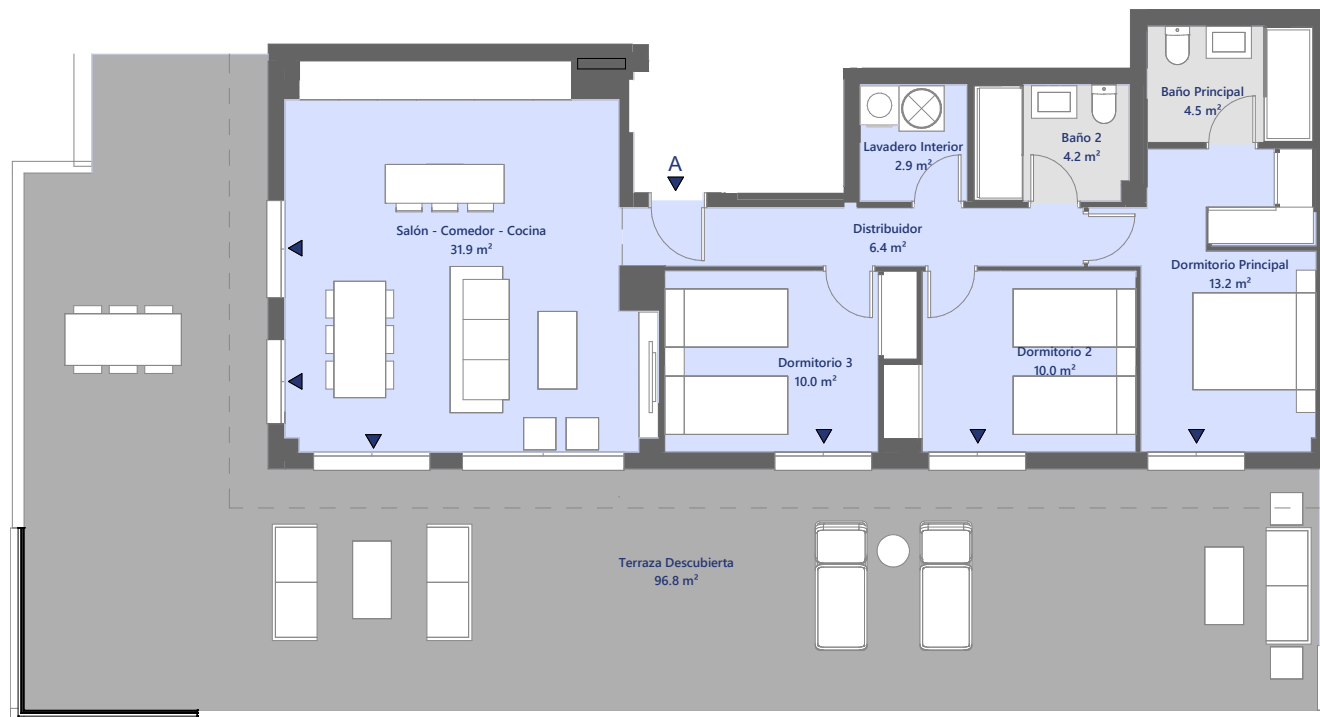 Baño Principal
4.5 m²
Baño 2
4.2 m²
Lavadero Interior
2.9 m²
A
Salón - Comedor - Cocina
31.9 m²
Distribuidor
6.4 m²
Dormitorio Principal
13.2 m²
Dormitorio 3
10.0 m²
Dormitorio 2
10.0 m²
Terraza Descubierta
96.8 m²